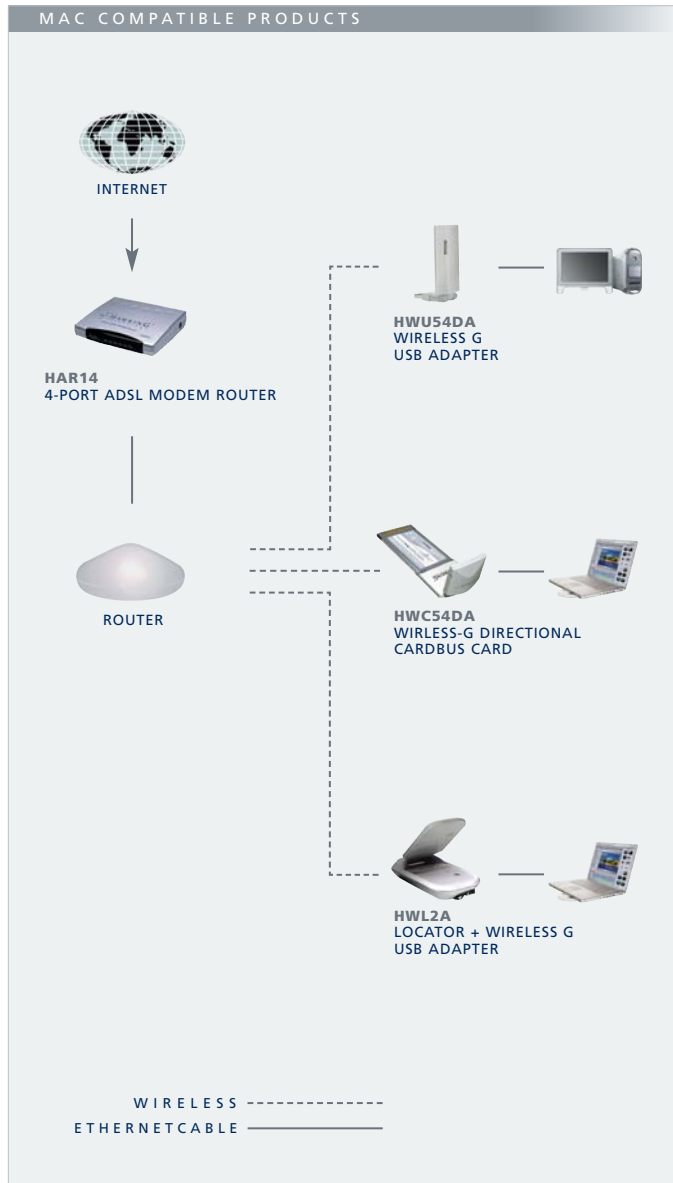 MAC COMPATIBLE PRODUCTS
INTERNET
HAR14
4-PORT ADSL MODEM ROUTER
ROUTER
HWU54DA
WIRELESS G
USB ADAPTER
HWC54DA
WIRLESS-G DIRECTIONAL
CARDBUS CARD
HWL2A
LOCATOR + WIRELESS G
USB ADAPTER
WIRELESS
ETHERNETCABLE